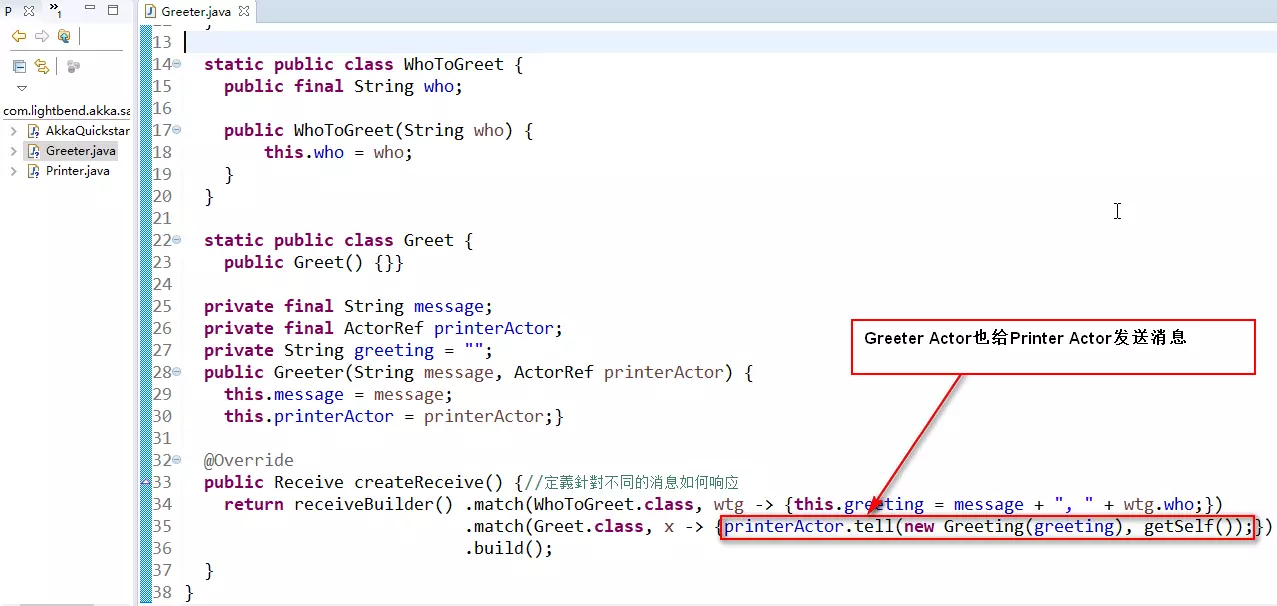 P
1
Greeter.java
com.lightbend.akka.sa
AkkaQuickstar
Greeter.java
Printer.java
13
14 static public class WhoToGreet {
15 public final String who;
16
17 public WhoToGreet(String who) {
18 this.who = who;
19 }
20 }
21
22 static public class Greet {
23 public Greet() {}}
24
25 private final String message;
26 private final ActorRef printerActor;
27 private String greeting = "";
28 public Greeter(String message, ActorRef printerActor) {
29 this.message = message;
30 this.printerActor = printerActor;}
31
32 @Override
33 public Receive createReceive() {//定義針對不同的消息如何响应
34 return receiveBuilder() .match(WhoToGreet.class, wtg -> {this.greeting = message + ", " + wtg.who;})
35 .match(Greet.class, x -> {printerActor.tell(new Greeting(greeting), getSelf());})
36 .build();
37 }
38 }
Greeter Actor也给Printer Actor发送消息